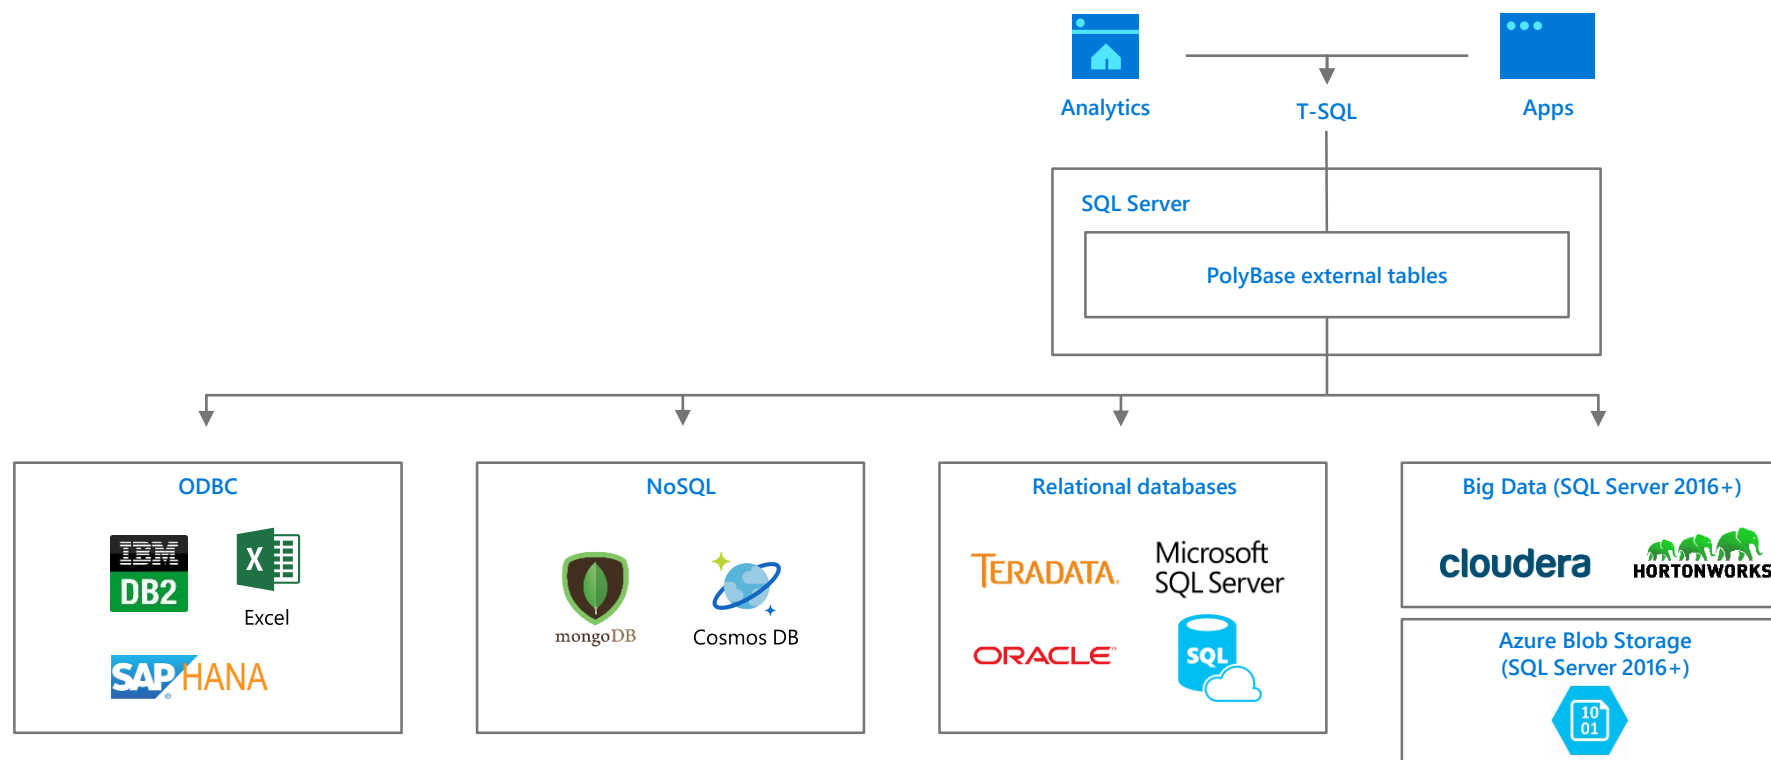 Analytics
T-SQL
Apps
SQL Server
PolyBase external tables
ODBC
NoSQL
Relational databases
Big Data (SQL Server 2016+)
IBM
DB2
X
Excel
SAP HANA
®
mongoDB
Cosmos DB
TERADATA.
Microsoft
SQL Server
ORACLE
SQL
cloudera
HORTONWORKS
Azure Blob Storage
(SQL Server 2016+)
10
01